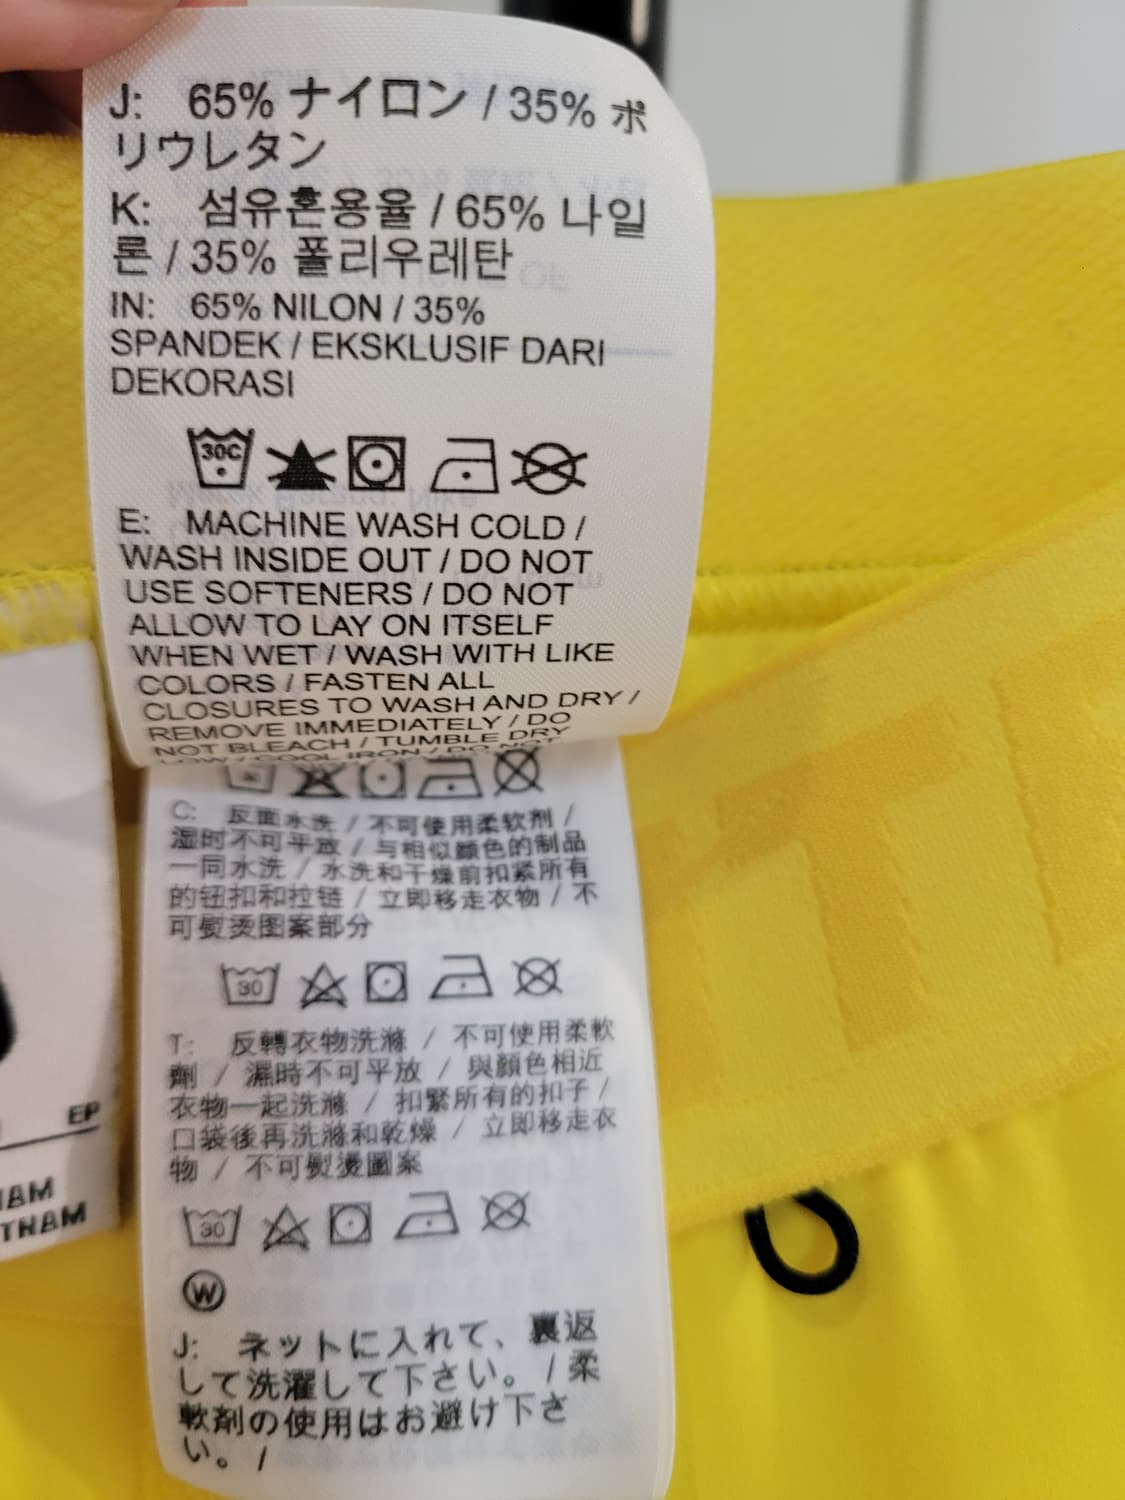 J: 65% ナイロン / 35% ポ
リウレタン
K: 섬유혼용율 / 65% 나일
론 / 35% 폴리우레탄
IN: 65% NILON / 35%
SPANDEK / EKSKLUSIF DARI
DEKORASI
30C
E: MACHINE WASH COLD /
WASH INSIDE OUT / DO NOT
USE SOFTENERS / DO NOT
ALLOW TO LAY ON ITSELF
WHEN WET / WASH WITH LIKE
COLORS / FASTEN ALL
CLOSURES TO WASH AND DRY /
REMOVE IMMEDIATELY / DO
NOT BLEACH / TUMBLE DRY
LOW / COOL IRON / DO NOT
C: 反面水洗 / 不可使用柔软剂 /
湿时不可平放 / 与相似颜色的制品
一同水洗 / 水洗和干燥前扣紧所有
的钮扣和拉链 / 立即移走衣物 / 不
可熨烫图案部分
30
T: 反轉衣物洗滌 / 不可使用柔軟
劑 / 濕時不可平放 / 與顏色相近
衣物一起洗滌 / 扣緊所有的扣子 /
口袋後再洗滌和乾燥 / 立即移走衣
物 / 不可熨燙圖案
30
W
J: ネットに入れて、裏返
して洗濯して下さい。 / 柔
軟剤の使用はお避け下さ
い。 /
EP
TNAM